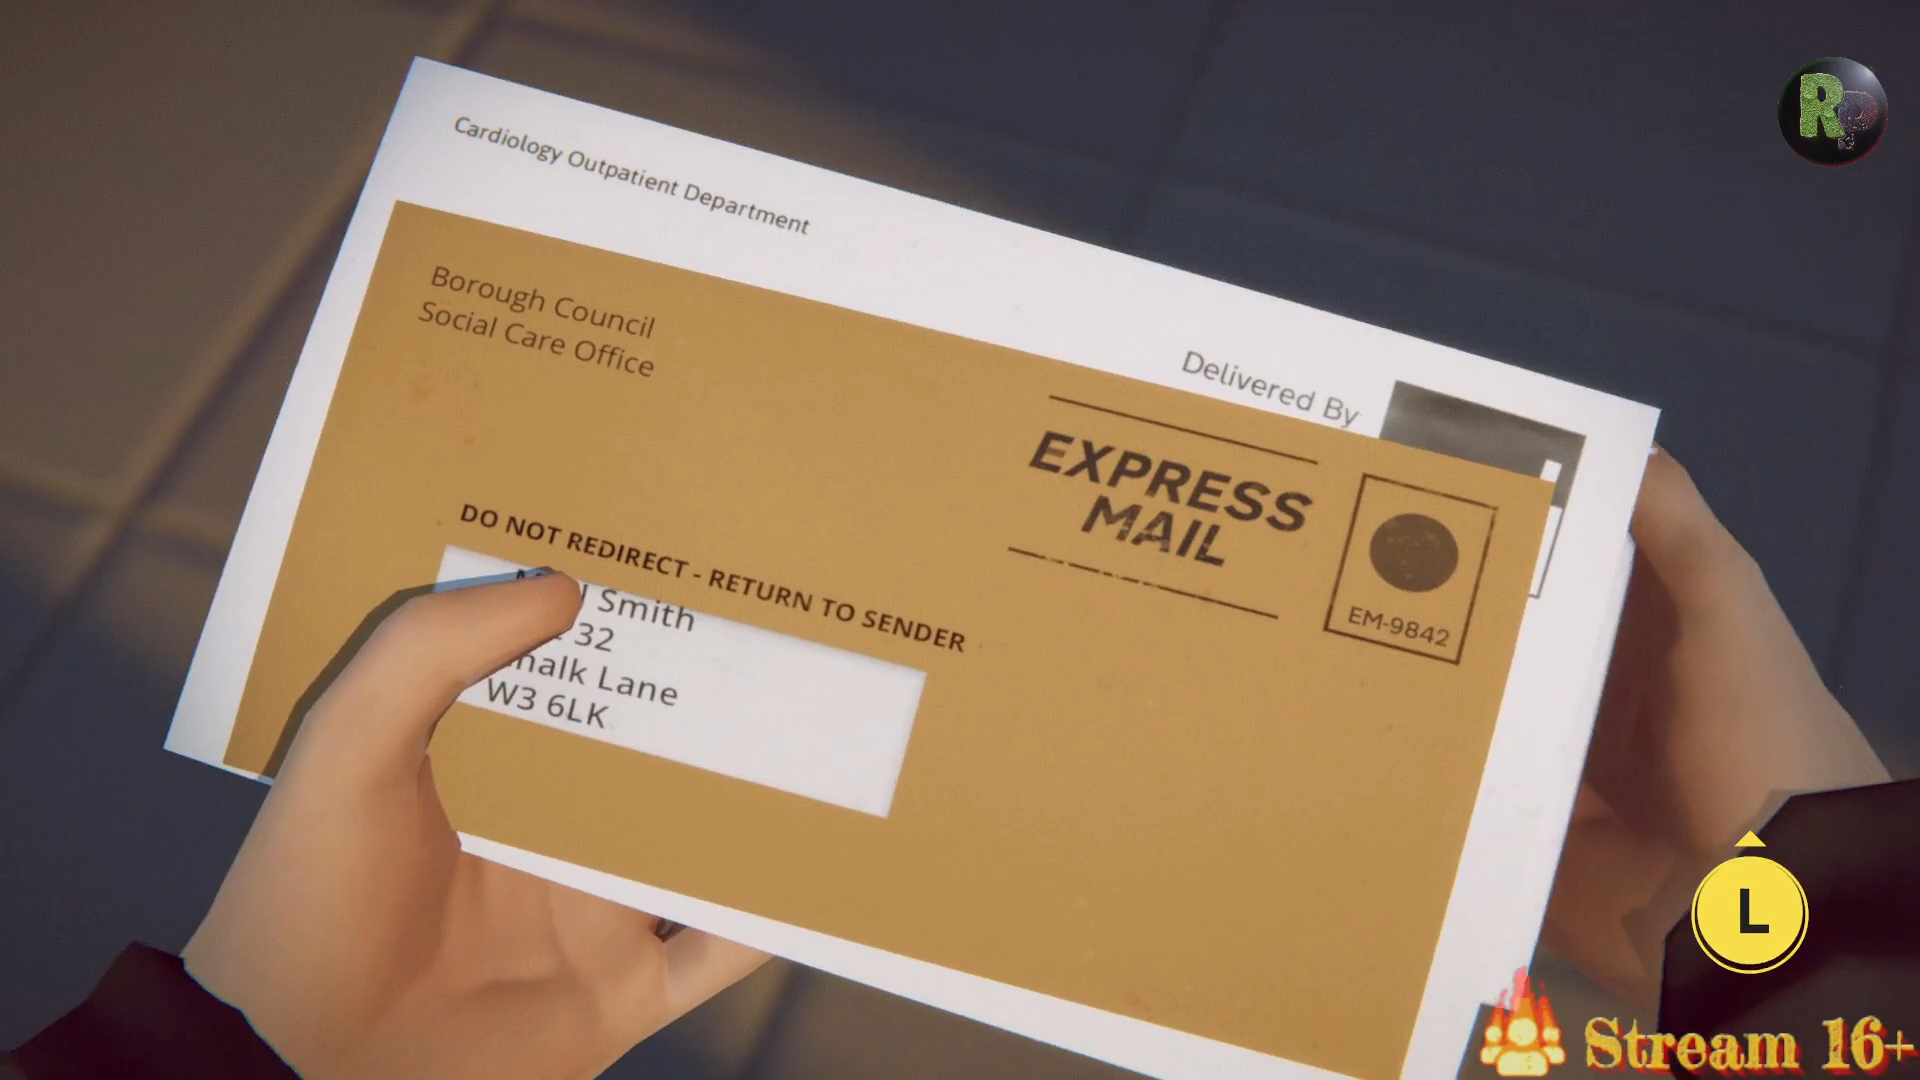 Cardiology Outpatient Department
Borough Council
Social Care Office
Delivered By
EXPRESS
MAIL
EM-9842
DO NOT REDIRECT - RETURN TO SENDER
Smith
32
Lane
W3 6LK
L
Stream 16+